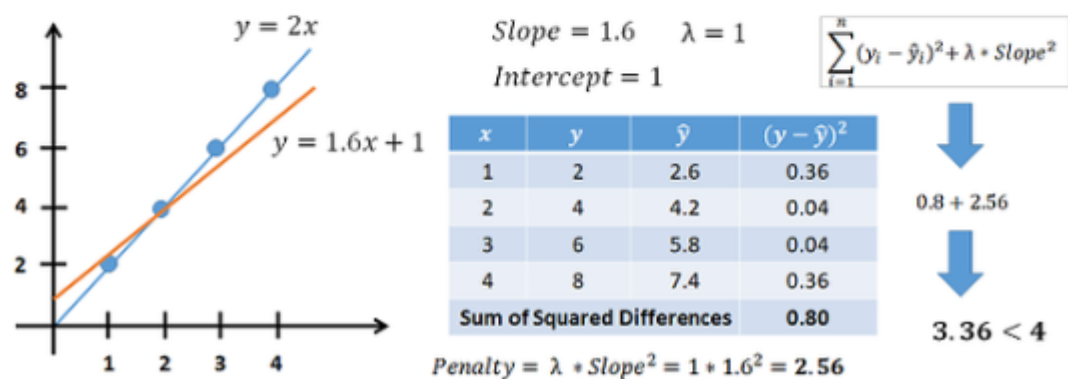 y = 2x
y = 1.6x + 1
8
6
4
2
1 2 3 4
Slope = 1.6 λ = 1
Intercept = 1
x y ŷ (y − ŷ)²
1 2 2.6 0.36
2 4 4.2 0.04
3 6 5.8 0.04
4 8 7.4 0.36
Sum of Squared Differences 0.80
Penalty = λ * Slope² = 1 * 1.6² = 2.56
n
∑(yᵢ − ŷᵢ)² + λ * Slope²
i=1
0.8 + 2.56
3.36 < 4